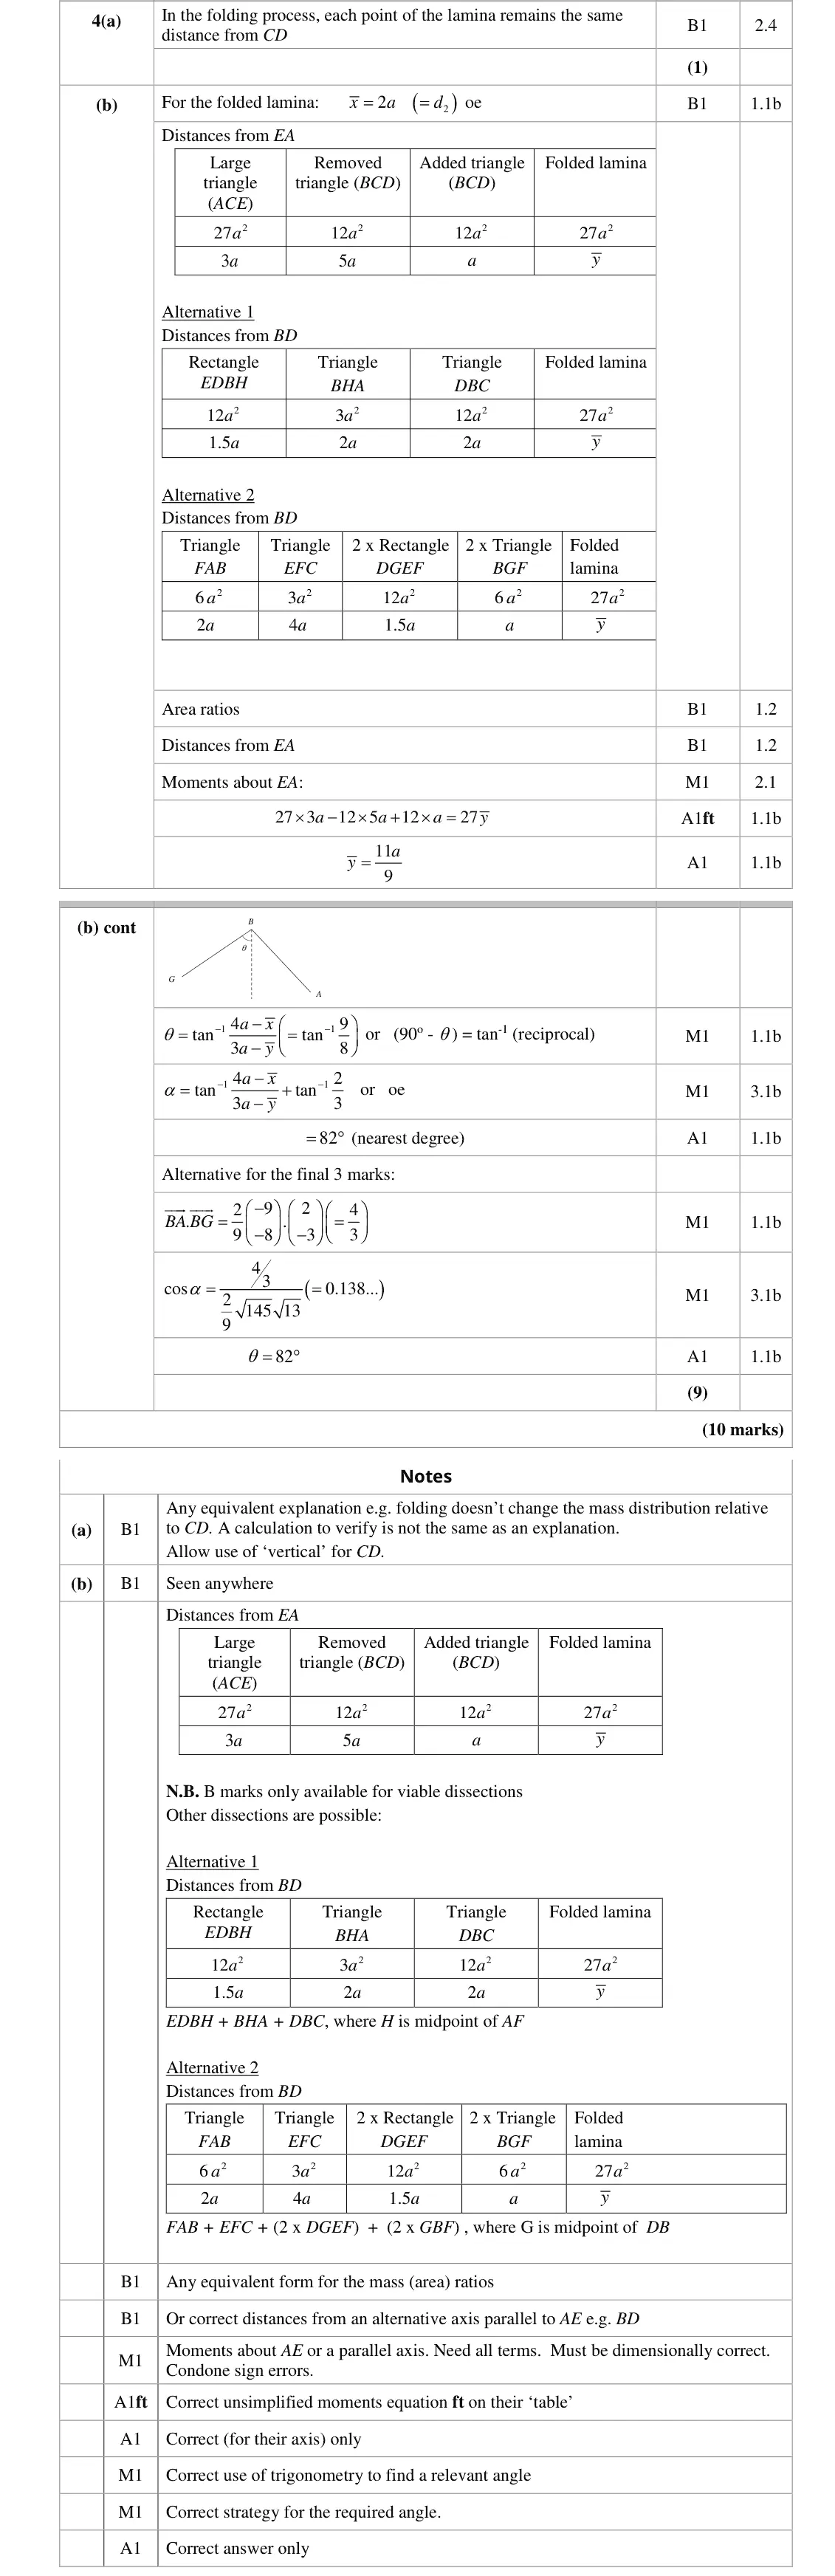 4(a) In the folding process, each point of the lamina remains the same B1 2.4
distance from CD
(1)
(b) For the folded lamina: x̄ = 2a (= d₂) oe B1 1.1b
Distances from EA
Large triangle (ACE) Removed triangle (BCD) Added triangle (BCD) Folded lamina
27a² 12a² 12a² 27a²
3a 5a a ȳ
Alternative 1
Distances from BD
Rectangle EDBH Triangle BHA Triangle DBC Folded lamina
12a² 3a² 12a² 27a²
1.5a 2a 2a ȳ
Alternative 2
Distances from BD
Triangle FAB Triangle EFC 2 x Rectangle DGEF 2 x Triangle BGF Folded lamina
6a² 3a² 12a² 6a² 27a²
2a 4a 1.5a a ȳ
Area ratios B1 1.2
Distances from EA B1 1.2
Moments about EA: M1 2.1
27×3a−12×5a+12×a = 27ȳ A1ft 1.1b
ȳ = 11a/9 A1 1.1b
(b) cont
B
θ
G
A
θ = tan⁻¹ (4a − x̄)/(3a − ȳ) (= tan⁻¹ 9/8) or (90º - θ) = tan⁻¹ (reciprocal) M1 1.1b
α = tan⁻¹ (4a − x̄)/(3a − ȳ) + tan⁻¹ 2/3 or oe M1 3.1b
= 82° (nearest degree) A1 1.1b
Alternative for the final 3 marks:
BA.BG = 2/9 (−9 −8).(2 −3) (= 4/3) M1 1.1b
cos α = (4/3)/(2/9 √145 √13) (= 0.138...) M1 3.1b
θ = 82° A1 1.1b
(9)
(10 marks)
Notes
(a) B1 Any equivalent explanation e.g. folding doesn’t change the mass distribution relative
to CD. A calculation to verify is not the same as an explanation.
Allow use of ‘vertical’ for CD.
(b) B1 Seen anywhere
Distances from EA
Large triangle (ACE) Removed triangle (BCD) Added triangle (BCD) Folded lamina
27a² 12a² 12a² 27a²
3a 5a a ȳ
N.B. B marks only available for viable dissections
Other dissections are possible:
Alternative 1
Distances from BD
Rectangle EDBH Triangle BHA Triangle DBC Folded lamina
12a² 3a² 12a² 27a²
1.5a 2a 2a ȳ
EDBH + BHA + DBC, where H is midpoint of AF
Alternative 2
Distances from BD
Triangle FAB Triangle EFC 2 x Rectangle DGEF 2 x Triangle BGF Folded lamina
6a² 3a² 12a² 6a² 27a²
2a 4a 1.5a a ȳ
FAB + EFC + (2 x DGEF) + (2 x GBF) , where G is midpoint of DB
B1 Any equivalent form for the mass (area) ratios
B1 Or correct distances from an alternative axis parallel to AE e.g. BD
M1 Moments about AE or a parallel axis. Need all terms. Must be dimensionally correct.
Condone sign errors.
A1ft Correct unsimplified moments equation ft on their ‘table’
A1 Correct (for their axis) only
M1 Correct use of trigonometry to find a relevant angle
M1 Correct strategy for the required angle.
A1 Correct answer only